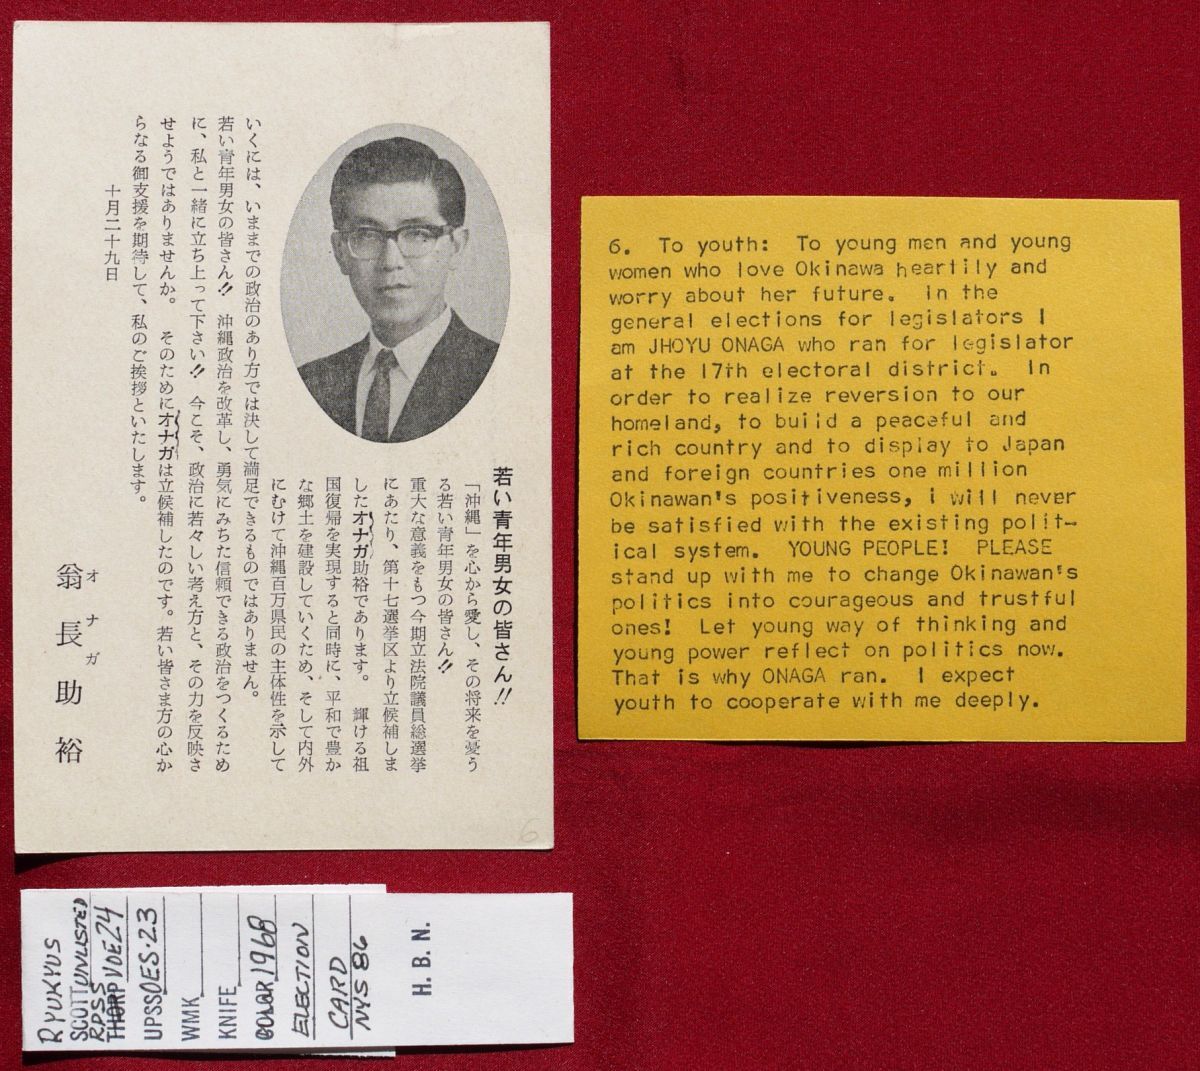 若い青年男女の皆さん!!
「沖縄」を心から愛し、その将来を憂う
る若い青年男女の皆さん!!
重大な意義をもつ今期立法院議員総選挙
にあたり、第十七選挙区より立候補しま
したオナガ助裕であります。　輝ける祖
国復帰を実現すると同時に、平和で豊か
な郷土を建設していくため、そして内外
にむけて沖縄百万県民の主体性を示して
いくには、いままでの政治のあり方では決して満足できるものではありません。
若い青年男女の皆さん!!　沖縄政治を改革し、勇気にみちた信頼できる政治をつくるため
に、私と一緒に立ち上って下さい!!　今こそ、政治に若々しい考え方と、その力を反映さ
せようではありませんか。　そのためにオナガは立候補したのです。若い皆さま方の心か
らなる御支援を期待して、私のご挨拶といたします。
十月二十九日
オナガ
翁長助裕
6
6. To youth: To young men and young
women who love Okinawa heartily and
worry about her future. In the
general elections for legislators I
am JHOYU ONAGA who ran for legislator
at the 17th electoral district. In
order to realize reversion to our
homeland, to build a peaceful and
rich country and to display to Japan
and foreign countries one million
Okinawan's positiveness, i will never
be satisfied with the existing polit-
ical system. YOUNG PEOPLE! PLEASE
stand up with me to change Okinawan's
politics into courageous and trustful
ones! Let young way of thinking and
young power reflect on politics now.
That is why ONAGA ran. I expect
youth to cooperate with me deeply.
RYUKYUS
SCOTT UNLISTED
RPSS
THORP VOE24
UPSS OES-23
WMK
KNIFE
COLOR 1968
ELECTION
CARD
NYS 86
H. B. N.